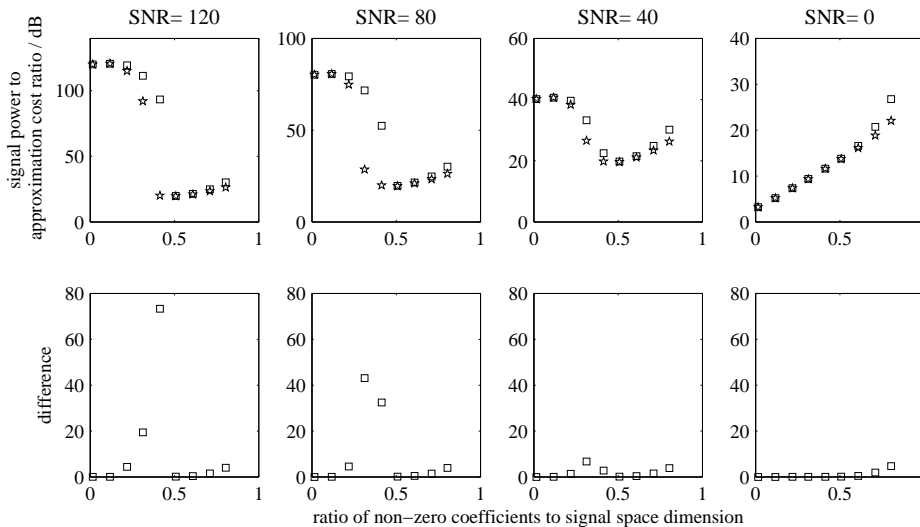 SNR= 120 SNR= 80 SNR= 40 SNR= 0
signal power to
approximation cost ratio / dB
100
50
0
0 0.5 1
100
50
0
0 0.5 1
60
40
20
0
0 0.5 1
40
30
20
10
0
0 0.5 1
difference
80
60
40
20
0
0 0.5 1
80
60
40
20
0
0 0.5 1
80
60
40
20
0
0 0.5 1
80
60
40
20
0
0 0.5 1
ratio of non−zero coefficients to signal space dimension